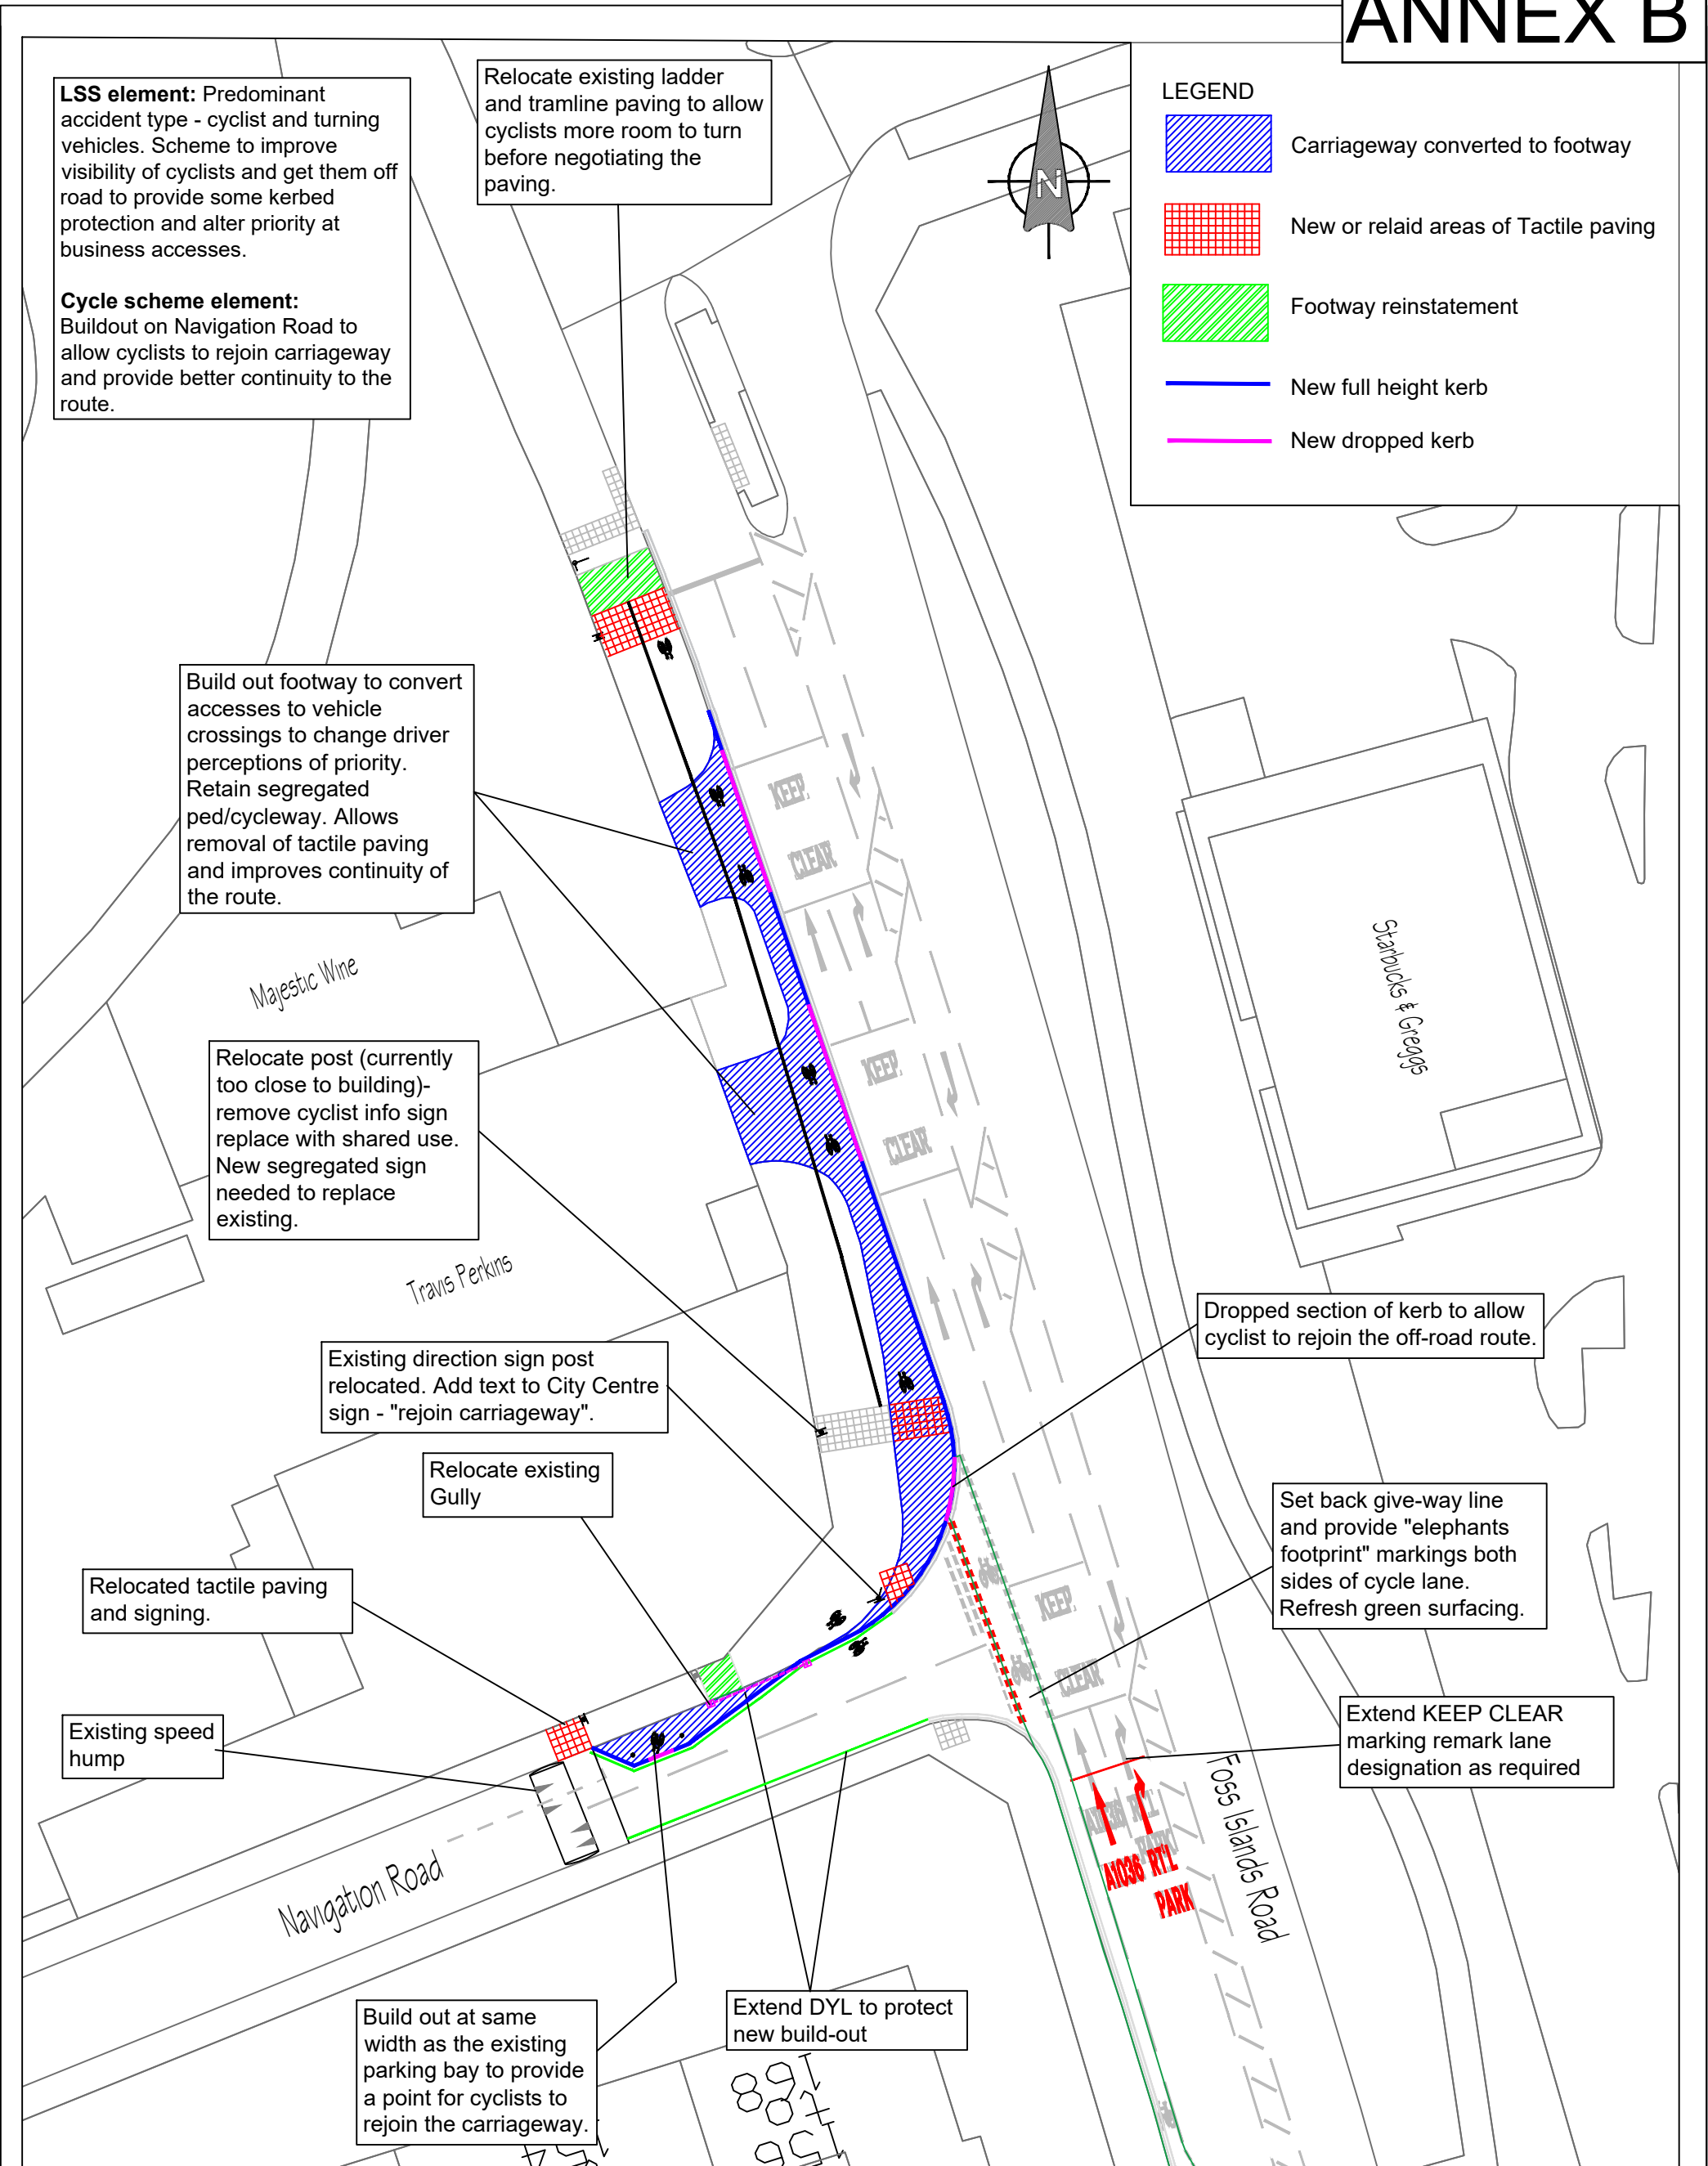 ANNEX B
LSS element: Predominant
accident type - cyclist and turning
vehicles. Scheme to improve
visibility of cyclists and get them off
road to provide some kerbed
protection and alter priority at
business accesses.
Cycle scheme element:
Buildout on Navigation Road to
allow cyclists to rejoin carriageway
and provide better continuity to the
route.
Relocate existing ladder
and tramline paving to allow
cyclists more room to turn
before negotiating the
paving.
N
LEGEND
Carriageway converted to footway
New or relaid areas of Tactile paving
Footway reinstatement
New full height kerb
New dropped kerb
Build out footway to convert
accesses to vehicle
crossings to change driver
perceptions of priority.
Retain segregated
ped/cycleway. Allows
removal of tactile paving
and improves continuity of
the route.
KEEP
CLEAR
Majestic Wine
Starbucks & Greggs
Relocate post (currently
too close to building)-
remove cyclist info sign
replace with shared use.
New segregated sign
needed to replace
existing.
KEEP
CLEAR
Travis Perkins
Dropped section of kerb to allow
cyclist to rejoin the off-road route.
Existing direction sign post
relocated. Add text to City Centre
sign - "rejoin carriageway".
Relocate existing
Gully
Set back give-way line
and provide "elephants
footprint" markings both
sides of cycle lane.
Refresh green surfacing.
Relocated tactile paving
and signing.
KEEP
CLEAR
Existing speed
hump
Extend KEEP CLEAR
marking remark lane
designation as required
Foss Islands Road
A1036 RT'L
PARK
A1036 RT'L
PARK
Navigation Road
Build out at same
width as the existing
parking bay to provide
a point for cyclists to
rejoin the carriageway.
Extend DYL to protect
new build-out